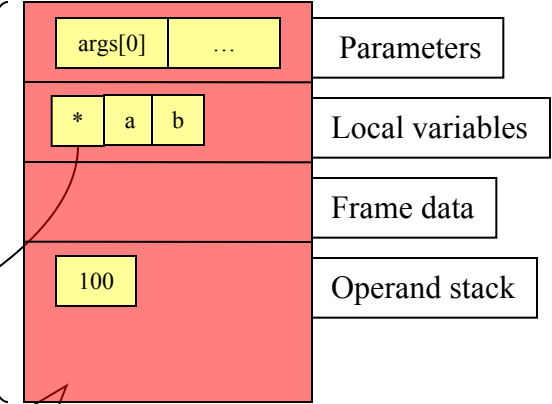 args[0] … Parameters
* a b Local variables
Frame data
100 Operand stack